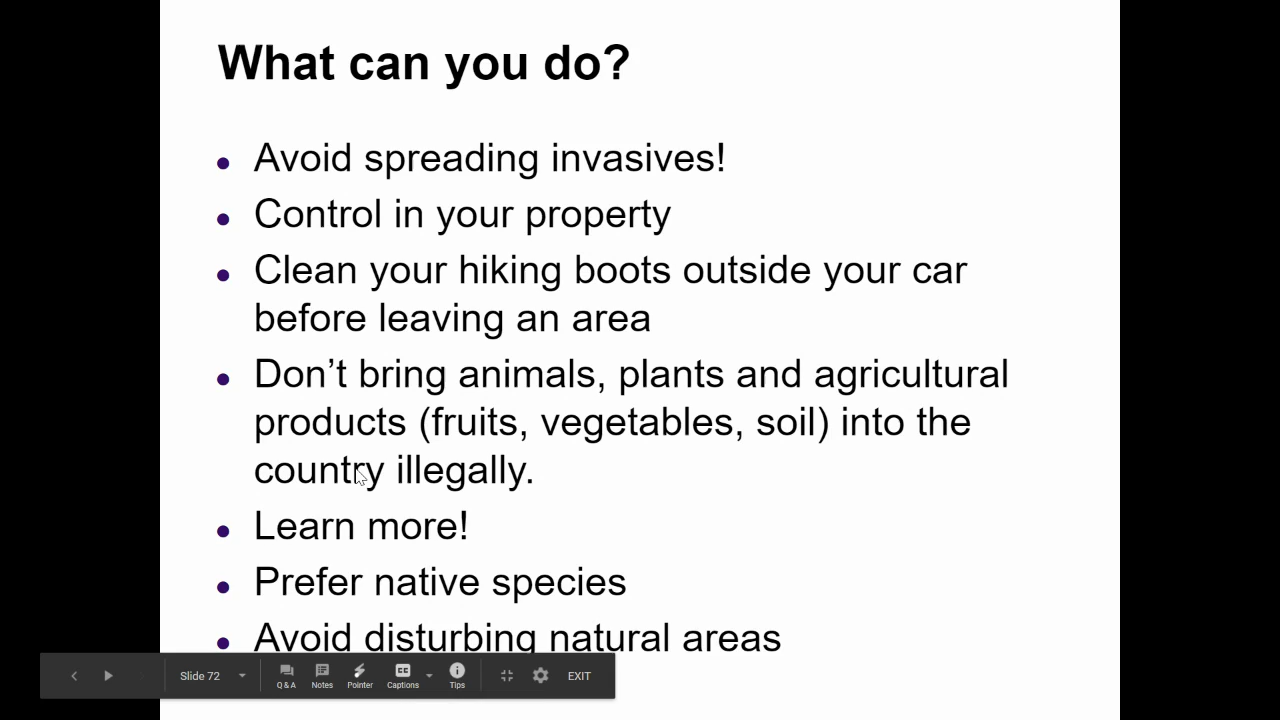 What can you do?
• Avoid spreading invasives!
• Control in your property
• Clean your hiking boots outside your car
before leaving an area
• Don’t bring animals, plants and agricultural
products (fruits, vegetables, soil) into the
country illegally.
• Learn more!
• Prefer native species
• Avoid disturbing natural areas
Slide 72
Q & A
Notes
Pointer
CC
Captions
Tips
EXIT